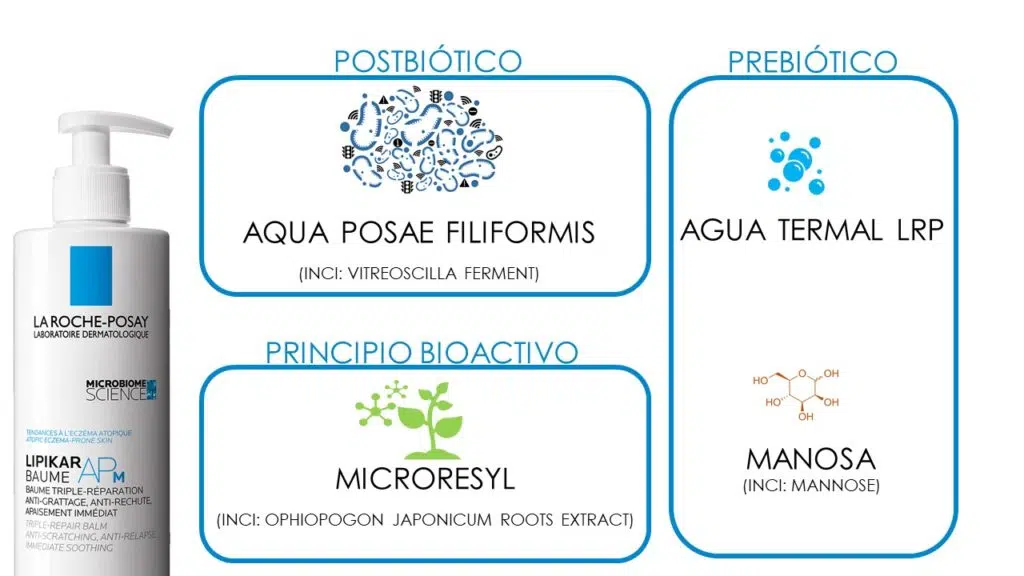 POSTBIÓTICO
AQUA POSAE FILIFORMIS
(INCI: VITREOSCILLA FERMENT)
PREBIÓTICO
AGUA TERMAL LRP
HO
O
OH
HO
OH
OH
MANOSA
(INCI: MANNOSE)
PRINCIPIO BIOACTIVO
MICRORESYL
(INCI: OPHIOPOGON JAPONICUM ROOTS EXTRACT)
LA ROCHE-POSAY
LABORATOIRE DERMATOLOGIQUE
MICROBIOME
SCIENCE
TENDANCES À L'ECZÉMA ATOPIQUE
ATOPIC ECZEMA-PRONE SKIN
LIPIKAR
BAUME AP M
BAUME TRIPLE-RÉPARATION
ANTI-GRATTAGE, ANTI-RECHUTE,
APAISEMENT IMMÉDIAT
TRIPLE-REPAIR BALM
ANTI-SCRATCHING, ANTI-RELAPSE
IMMEDIATE SOOTHING